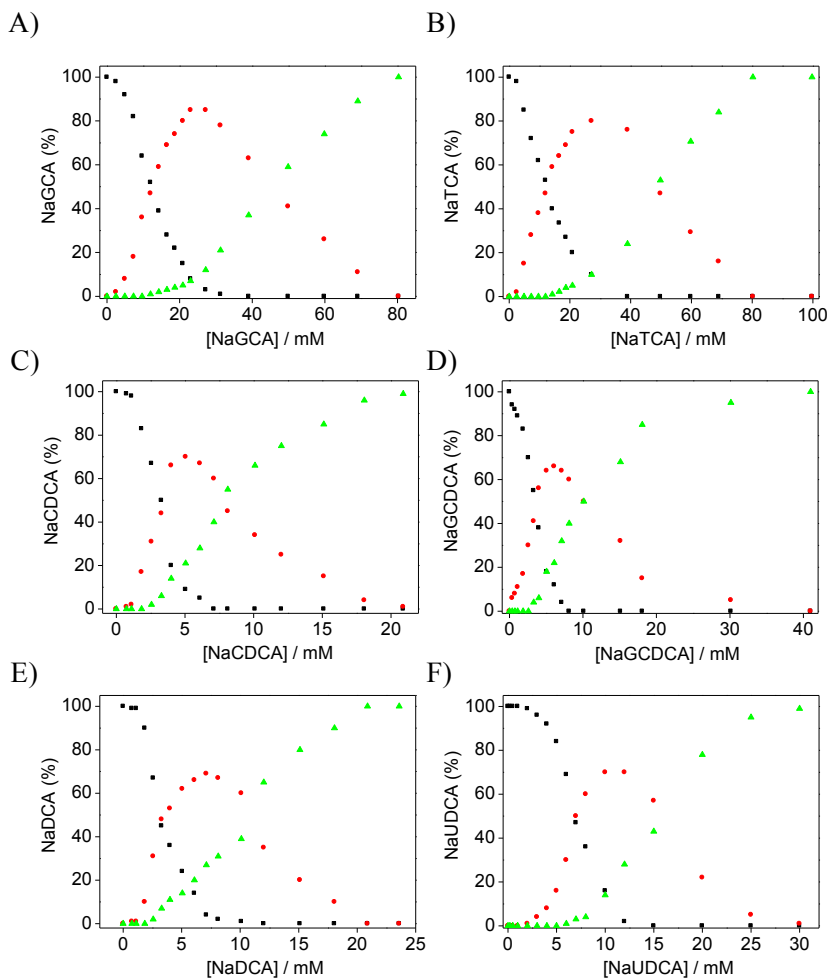 A)
B)
100
80
60
40
20
0
NaGCA (%)
0 20 40 60 80
[NaGCA] / mM
100
80
60
40
20
0
NaTCA (%)
0 20 40 60 80 100
[NaTCA] / mM
C)
D)
100
80
60
40
20
0
NaCDCA (%)
0 5 10 15 20
[NaCDCA] / mM
100
80
60
40
20
0
NaGCDCA (%)
0 10 20 30 40
[NaGCDCA] / mM
E)
F)
100
80
60
40
20
0
NaDCA (%)
0 5 10 15 20 25
[NaDCA] / mM
100
80
60
40
20
0
NaUDCA (%)
0 10 20 30
[NaUDCA] / mM